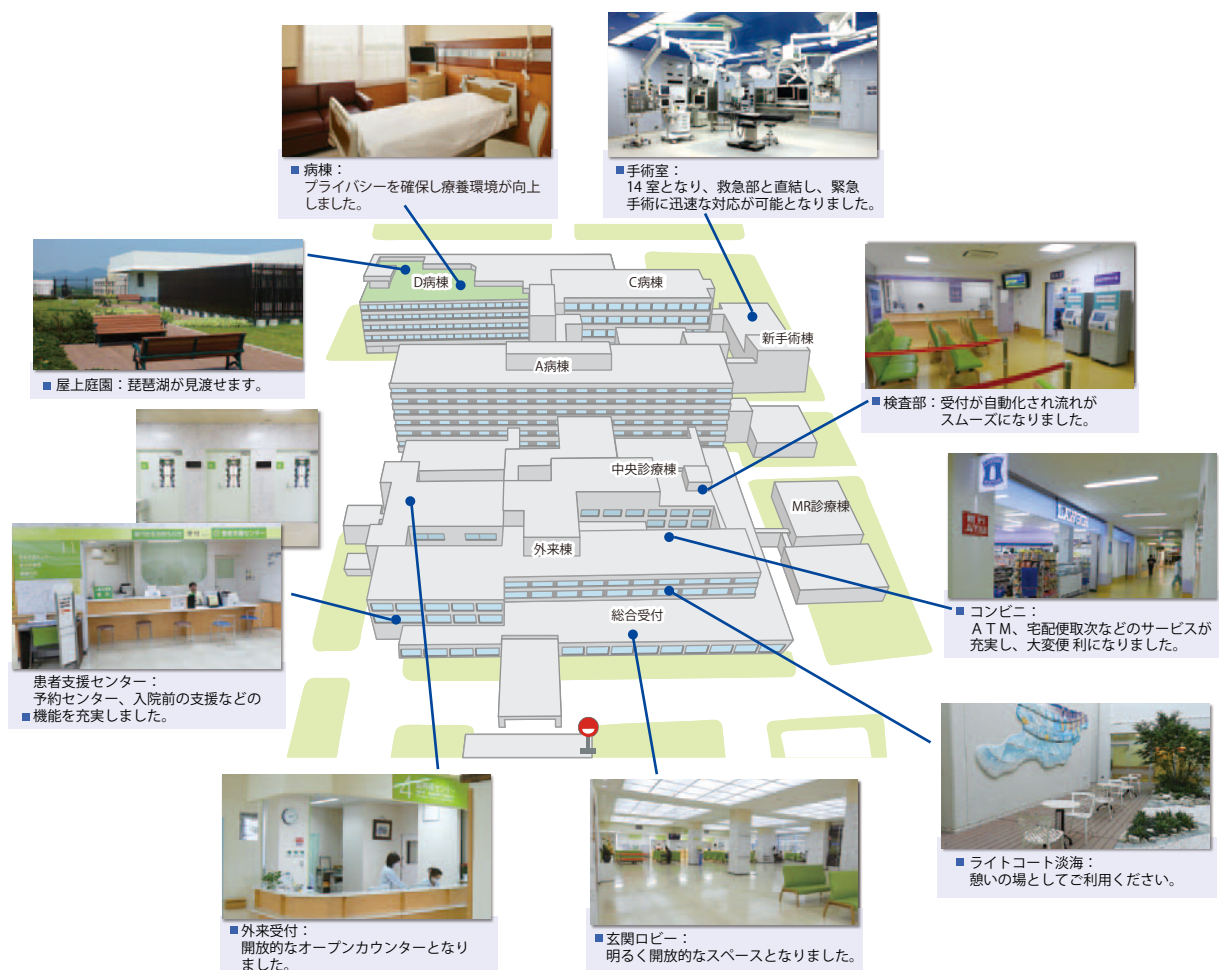 ■ 病棟：
プライバシーを確保し療養環境が向上
しました。
■ 手術室：
14 室となり、救急部と直結し、緊急
手術に迅速な対応が可能となりました。
D病棟
C病棟
新手術棟
A病棟
■ 屋上庭園：琵琶湖が見渡せます。
■ 検査部：受付が自動化され流れが
スムーズになりました。
中央診療棟
MR診療棟
外来棟
総合受付
LAWSON
■ コンビニ：
ＡＴＭ、宅配便取次などのサービスが
充実し、大変便 利になりました。
患者支援センター：
予約センター、入院前の支援などの
■ 機能を充実しました。
■ ライトコート淡海：
憩いの場としてご利用ください。
■ 外来受付：
開放的なオープンカウンターとなり
ました。
■ 玄関ロビー：
明るく開放的なスペースとなりました。